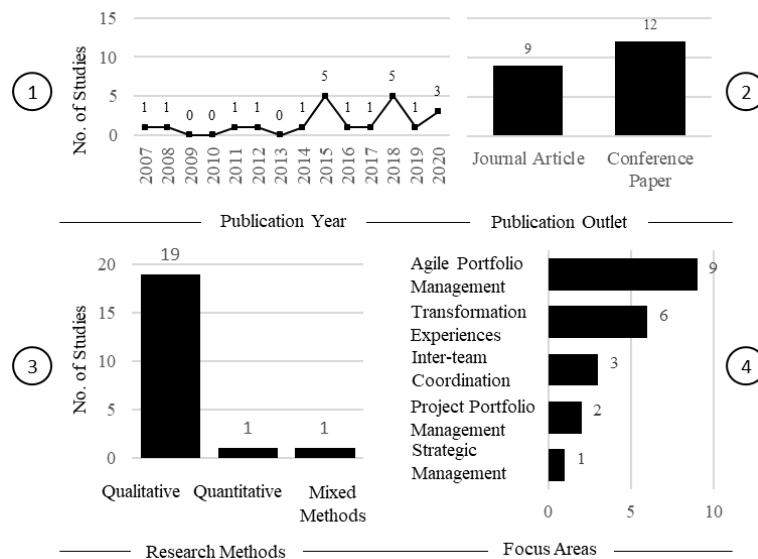 15
10
5
0
No. of Studies
1
1
1
0
0
1
1
0
1
5
1
1
5
1
3
2007
2008
2009
2010
2011
2012
2013
2014
2015
2016
2017
2018
2019
2020
Publication Year
9
12
2
Journal Article
Conference
Paper
Publication Outlet
3
20
15
10
5
0
No. of Studies
19
1
1
Qualitative
Quantitative
Mixed
Methods
Research Methods
Agile Portfolio
Management
9
Transformation
Experiences
6
Inter-team
Coordination
3
4
Project Portfolio
Management
2
Strategic
Management
1
0
5
10
Focus Areas